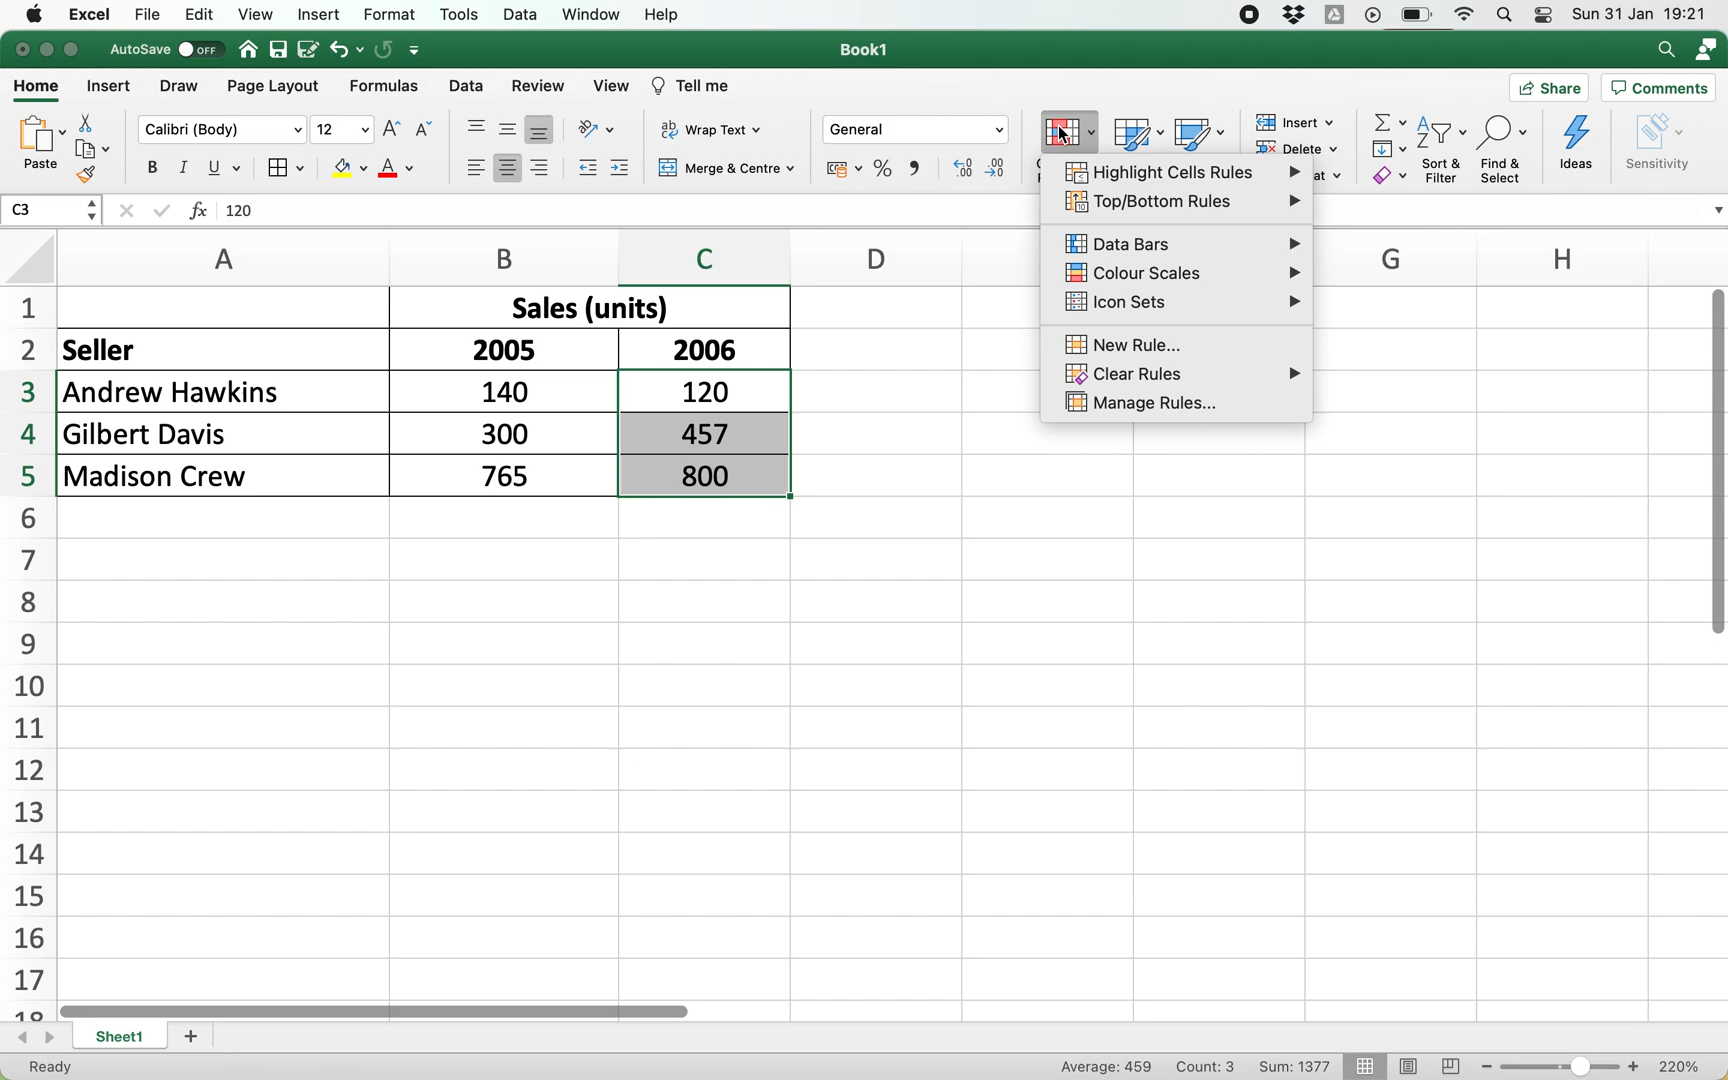 Excel File Edit View Insert Format Tools Data Window Help Sun 31 Jan 19:21
AutoSave OFF Book1
Home Insert Draw Page Layout Formulas Data Review View Tell me Share Comments
Paste Calibri (Body) 12 Wrap Text General Insert
B I U Merge & Centre % Delete Sort & Filter Find & Select Ideas Sensitivity
C3 fx 120
Highlight Cells Rules
Top/Bottom Rules
Data Bars
Colour Scales
Icon Sets
New Rule...
Clear Rules
Manage Rules...
A B C D G H
1 Sales (units)
2 Seller 2005 2006
3 Andrew Hawkins 140 120
4 Gilbert Davis 300 457
5 Madison Crew 765 800
6
7
8
9
10
11
12
13
14
15
16
17
18
Sheet1 +
Ready Average: 459 Count: 3 Sum: 1377 220%